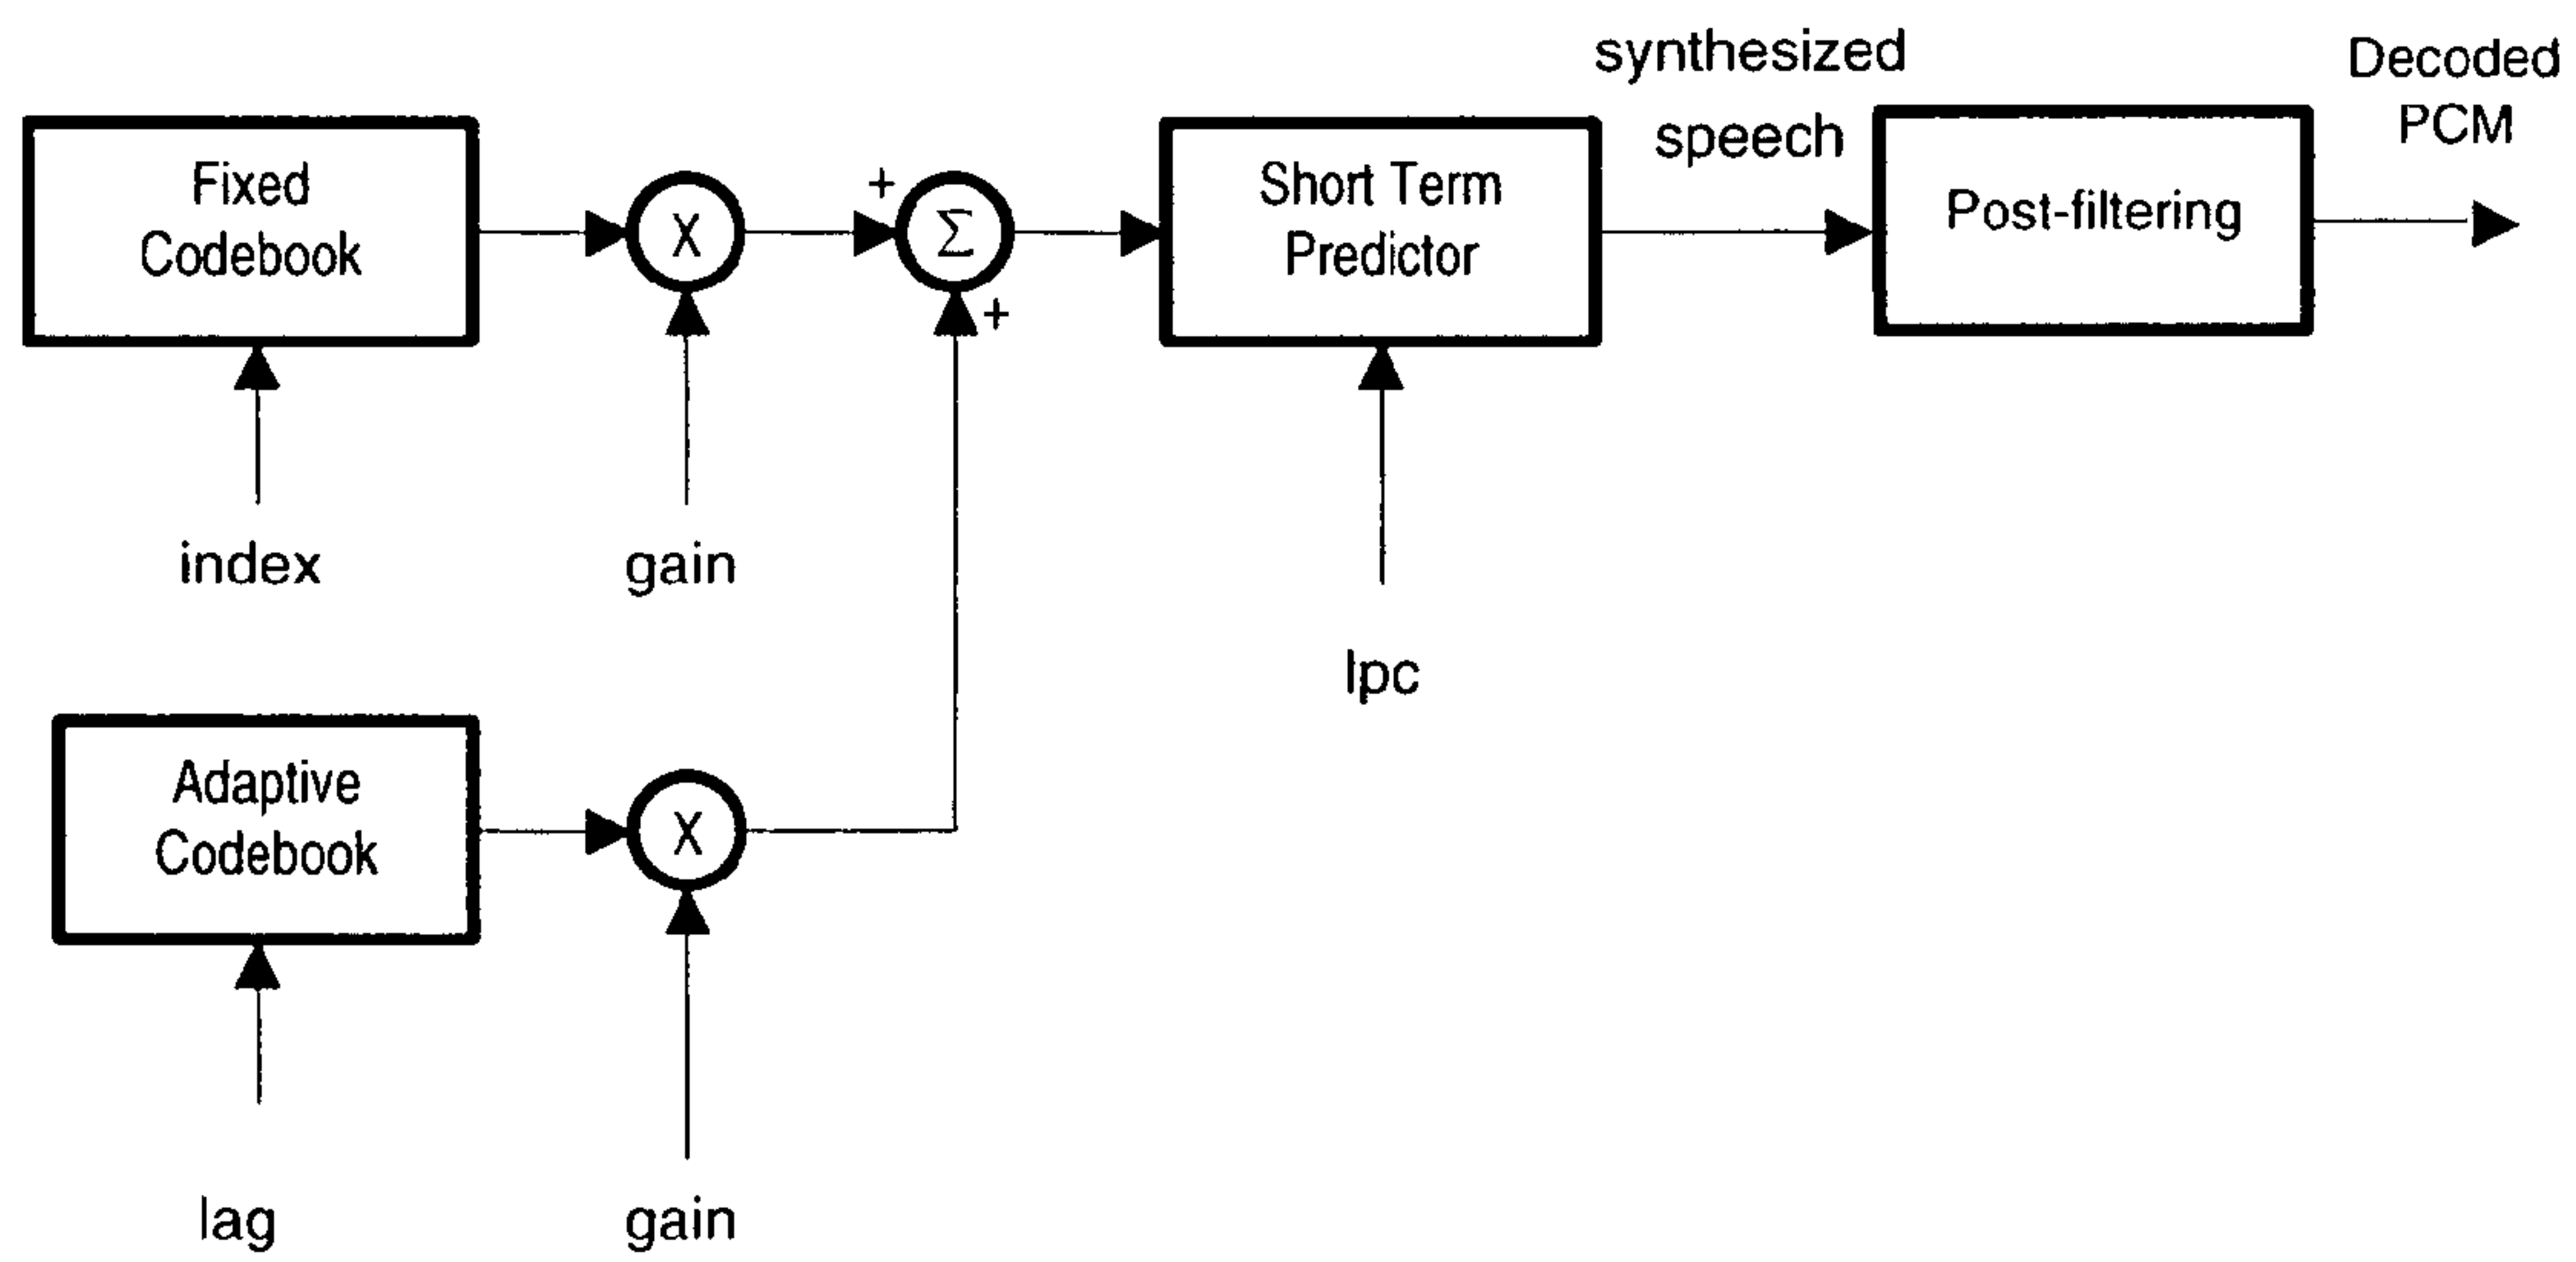 synthesized
speech
Decoded
PCM
Fixed
Codebook
X
+
Σ
+
Short Term
Predictor
Post-filtering
index
gain
lpc
Adaptive
Codebook
X
lag
gain